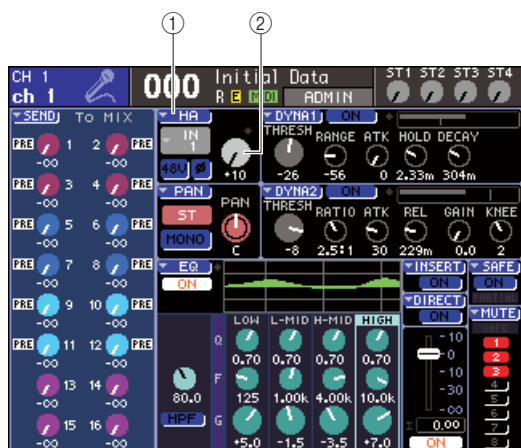 ① ②
CH 1 000 Initial Data ST1 ST2 ST3 ST4
ch 1 R E MIDI ADMIN
SEND TO MIX HA DYNA1 ON
IN 1 THRESH RANGE ATK HOLD DECAY
PRE 1 2 PRE
-∞ -∞ 48V Ø +10 -26 -56 0 2.33m 304m
PRE 3 4 PRE PAN DYNA2 ON
-∞ -∞ ST PAN THRESH RATIO ATK REL GAIN KNEE
PRE 5 6 PRE MONO
-∞ -∞ C -8 2.5:1 30 229m 0.0 2
PRE 7 8 PRE EQ INSERT SAFE
-∞ -∞ ON ON ON
PARTIAL
PRE 9 10 PRE DIRECT MUTE
-∞ -∞ ON SAFE
LOW L-MID H-MID HIGH
PRE 11 12 PRE Q -10 1
-∞ -∞ 0.70 0.70 0.70 0.70 -0 2
13 14 F -10 3
-∞ -∞ 80.0 125 1.00k 4.00k 10.0k -30 4
15 16 HPF G -∞ 5
6
-∞ -∞ Σ 0.00 7
+5.0 -1.5 -3.5 +7.0 ON 8